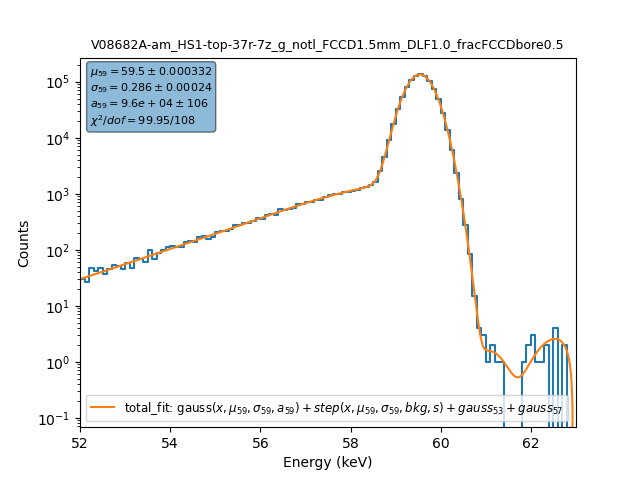 V08682A-am_HS1-top-37r-7z_g_notl_FCCD1.5mm_DLF1.0_fracFCCDbore0.5
μ₅₉ = 59.5 ± 0.000332
σ₅₉ = 0.286 ± 0.00024
a₅₉ = 9.6e + 04 ± 106
χ²/dof = 99.95/108
10⁵
10⁴
10³
10²
10¹
10⁰
10⁻¹
Counts
total_fit: gauss(x, μ₅₉, σ₅₉, a₅₉) + step(x, μ₅₉, σ₅₉, bkg, s) + gauss₅₃ + gauss₅₇
52 54 56 58 60 62
Energy (keV)